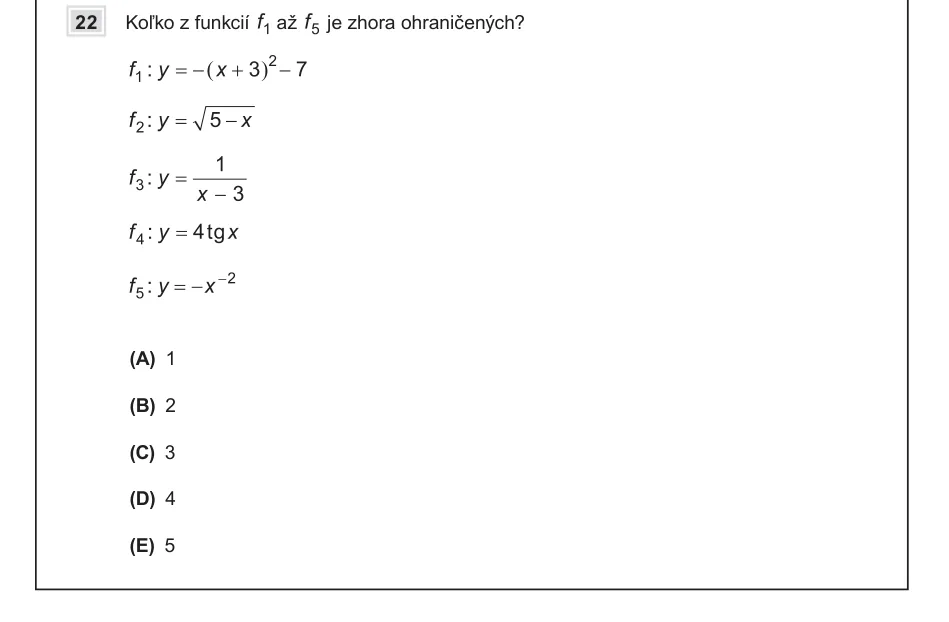 22 Koľko z funkcií f₁ až f₅ je zhora ohraničených?
f₁ : y = −(x + 3)² − 7
f₂ : y = √(5 − x)
f₃ : y = 1/(x − 3)
f₄ : y = 4 tg x
f₅ : y = −x⁻²
(A) 1
(B) 2
(C) 3
(D) 4
(E) 5